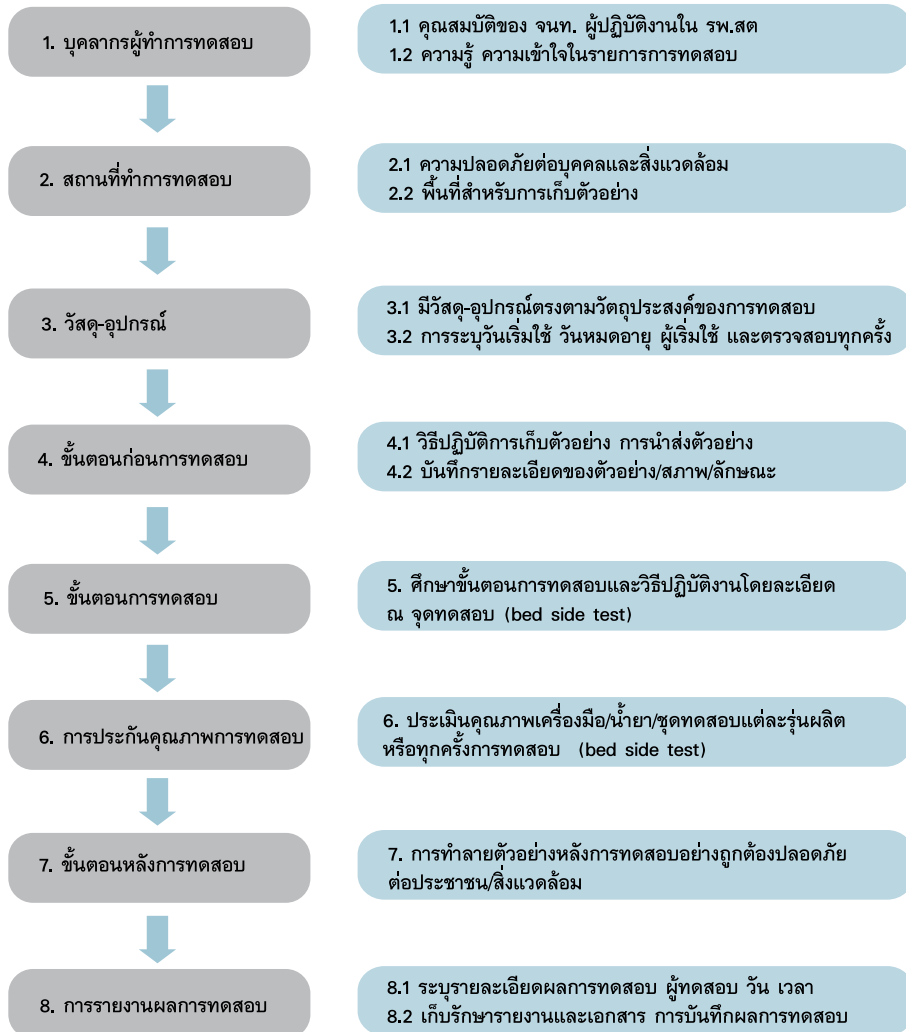 1. บุคลากรผู้ทำการทดสอบ
1.1 คุณสมบัติของ จนท. ผู้ปฏิบัติงานใน รพ.สต
1.2 ความรู้ ความเข้าใจในรายการการทดสอบ
2. สถานที่ทำการทดสอบ
2.1 ความปลอดภัยต่อบุคคลและสิ่งแวดล้อม
2.2 พื้นที่สำหรับการเก็บตัวอย่าง
3. วัสดุ-อุปกรณ์
3.1 มีวัสดุ-อุปกรณ์ตรงตามวัตถุประสงค์ของการทดสอบ
3.2 การระบุวันเริ่มใช้ วันหมดอายุ ผู้เริ่มใช้ และตรวจสอบทุกครั้ง
4. ขั้นตอนก่อนการทดสอบ
4.1 วิธีปฏิบัติการเก็บตัวอย่าง การนำส่งตัวอย่าง
4.2 บันทึกรายละเอียดของตัวอย่าง/สภาพ/ลักษณะ
5. ขั้นตอนการทดสอบ
5. ศึกษาขั้นตอนการทดสอบและวิธีปฏิบัติงานโดยละเอียด
ณ จุดทดสอบ (bed side test)
6. การประกันคุณภาพการทดสอบ
6. ประเมินคุณภาพเครื่องมือ/น้ำยา/ชุดทดสอบแต่ละรุ่นผลิต
หรือทุกครั้งการทดสอบ (bed side test)
7. ขั้นตอนหลังการทดสอบ
7. การทำลายตัวอย่างหลังการทดสอบอย่างถูกต้องปลอดภัย
ต่อประชาชน/สิ่งแวดล้อม
8. การรายงานผลการทดสอบ
8.1 ระบุรายละเอียดผลการทดสอบ ผู้ทดสอบ วัน เวลา
8.2 เก็บรักษารายงานและเอกสาร การบันทึกผลการทดสอบ